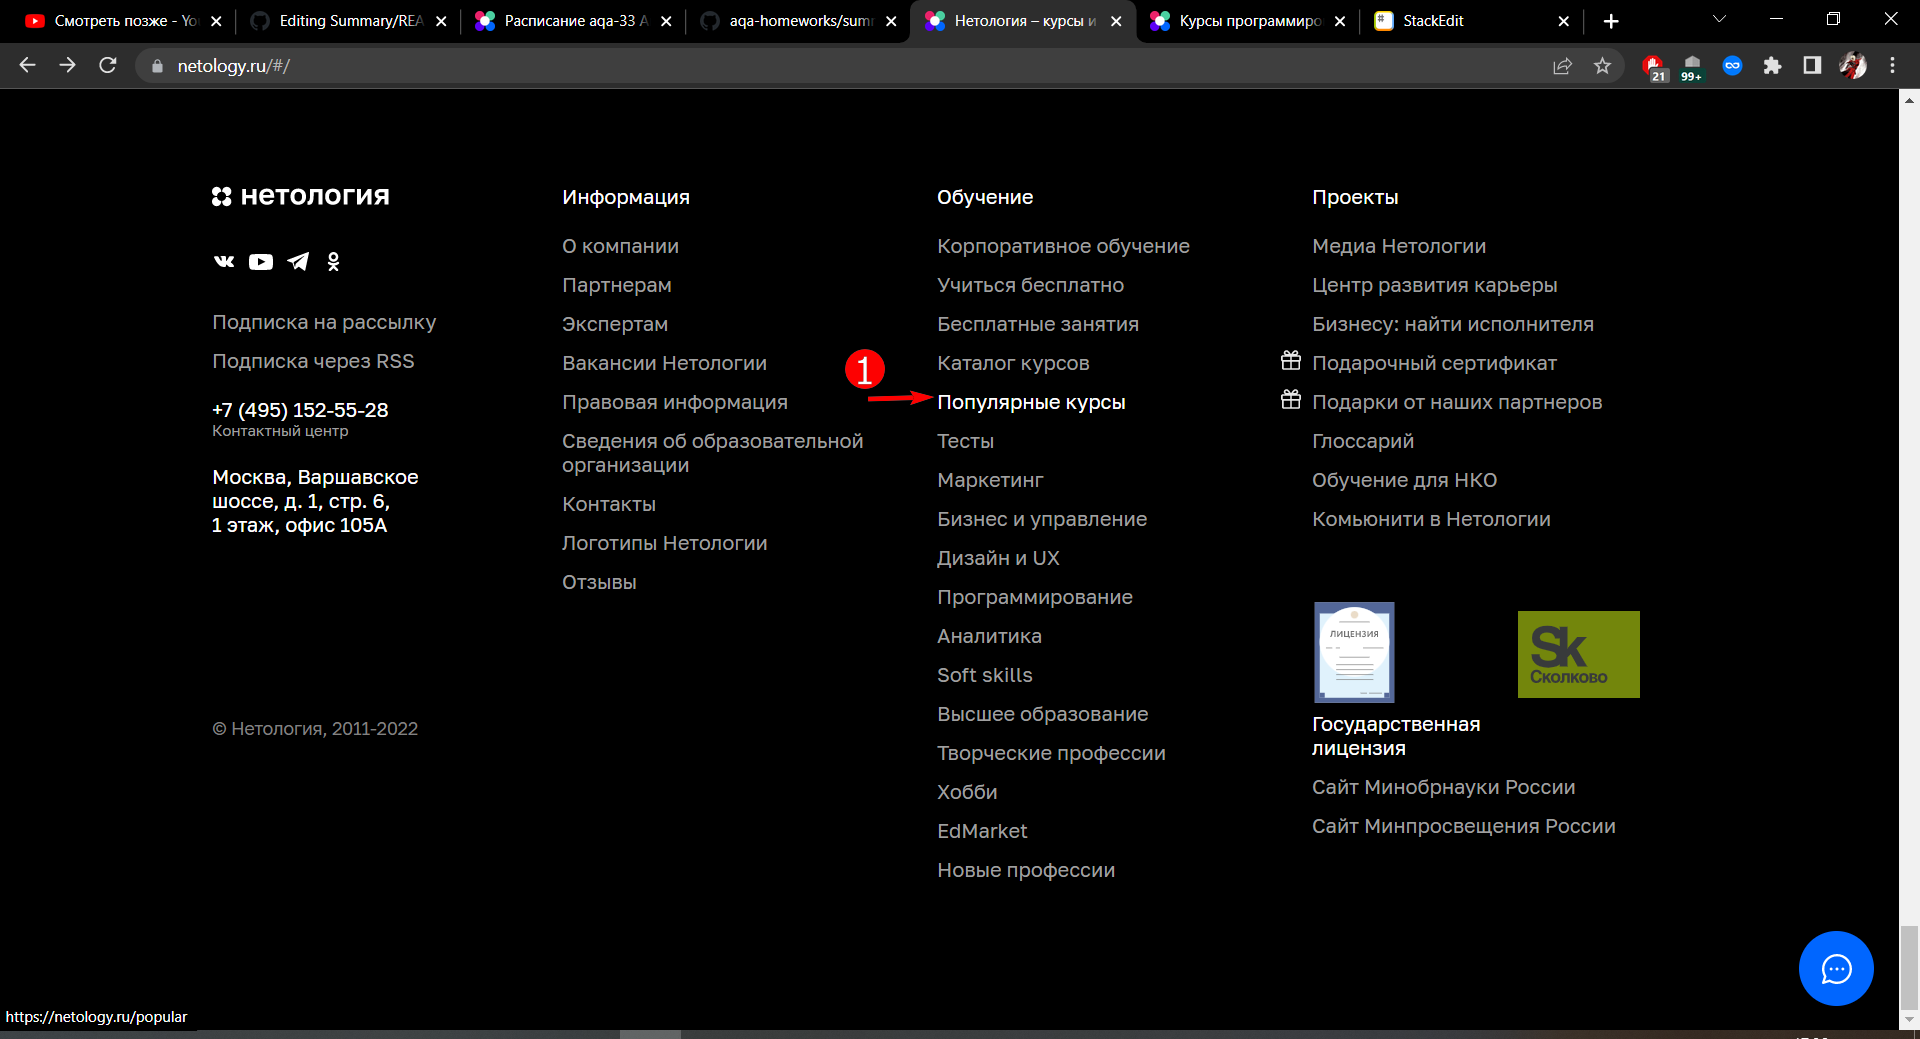 Смотреть позже - Yo
Editing Summary/REA
Расписание aqa-33 A
aqa-homeworks/sum
Нетология – курсы и
Курсы программиро
StackEdit
netology.ru/#/
21
99+
нетология
Подписка на рассылку
Подписка через RSS
+7 (495) 152-55-28
Контактный центр
Москва, Варшавское
шоссе, д. 1, стр. 6,
1 этаж, офис 105А
© Нетология, 2011-2022
Информация
О компании
Партнерам
Экспертам
Вакансии Нетологии
Правовая информация
Сведения об образовательной
организации
Контакты
Логотипы Нетологии
Отзывы
1
Обучение
Корпоративное обучение
Учиться бесплатно
Бесплатные занятия
Каталог курсов
Популярные курсы
Тесты
Маркетинг
Бизнес и управление
Дизайн и UX
Программирование
Аналитика
Soft skills
Высшее образование
Творческие профессии
Хобби
EdMarket
Новые профессии
Проекты
Медиа Нетологии
Центр развития карьеры
Бизнесу: найти исполнителя
Подарочный сертификат
Подарки от наших партнеров
Глоссарий
Обучение для НКО
Комьюнити в Нетологии
ЛИЦЕНЗИЯ
Sk
Сколково
Государственная
лицензия
Сайт Минобрнауки России
Сайт Минпросвещения России
https://netology.ru/popular